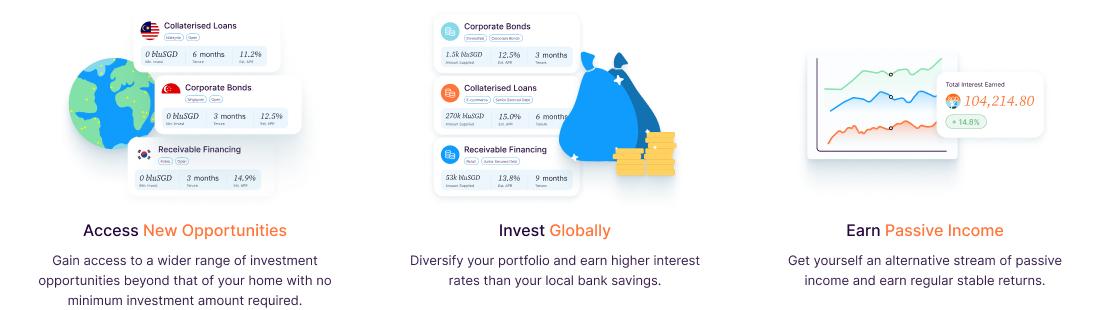 Collaterised Loans
Malaysia Open
0 bluSGD 6 months 11.2%
Min. Invest Tenure Est. APR
Corporate Bonds
Singapore Open
0 bluSGD 3 months 12.5%
Min. Invest Tenure Est. APR
Receivable Financing
Korea Open
0 bluSGD 3 months 14.9%
Min. Invest Tenure Est. APR
Access New Opportunities
Gain access to a wider range of investment
opportunities beyond that of your home with no
minimum investment amount required.
Corporate Bonds
Diversified Corporate Bonds
1.5k bluSGD 12.5% 3 months
Amount Supplied Est. APR Tenure
Collaterised Loans
E-commerce Senior Secured Debt
270k bluSGD 15.0% 6 months
Amount Supplied Est. APR Tenure
Receivable Financing
Retail Junior Secured Debt
53k bluSGD 13.8% 9 months
Amount Supplied Est. APR Tenure
Invest Globally
Diversify your portfolio and earn higher interest
rates than your local bank savings.
Total Interest Earned
104,214.80
+ 14.8%
Earn Passive Income
Get yourself an alternative stream of passive
income and earn regular stable returns.